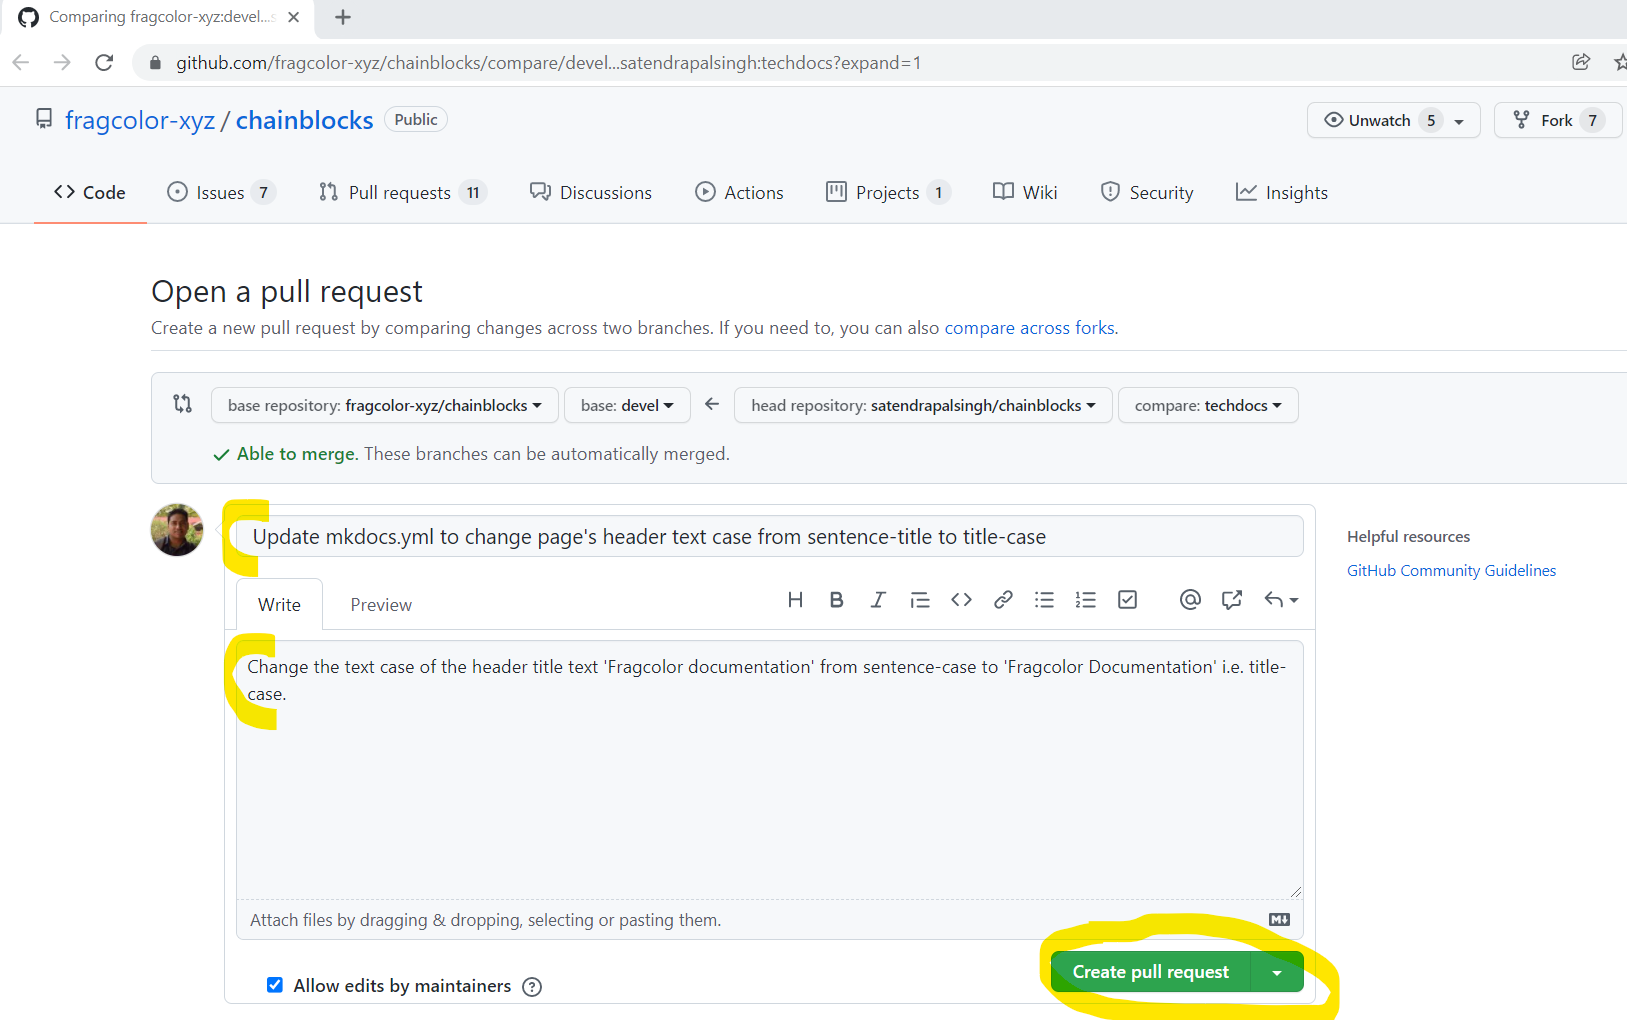 Comparing fragcolor-xyz:devel...s
github.com/fragcolor-xyz/chainblocks/compare/devel...satendrapalsingh:techdocs?expand=1
fragcolor-xyz / chainblocks Public
Unwatch 5 Fork 7
Code Issues 7 Pull requests 11 Discussions Actions Projects 1 Wiki Security Insights
Open a pull request
Create a new pull request by comparing changes across two branches. If you need to, you can also compare across forks.
base repository: fragcolor-xyz/chainblocks base: devel head repository: satendrapalsingh/chainblocks compare: techdocs
Able to merge. These branches can be automatically merged.
Update mkdocs.yml to change page's header text case from sentence-title to title-case
Helpful resources
GitHub Community Guidelines
Write Preview
Change the text case of the header title text 'Fragcolor documentation' from sentence-case to 'Fragcolor Documentation' i.e. title-
case.
Attach files by dragging & dropping, selecting or pasting them.
Create pull request
Allow edits by maintainers